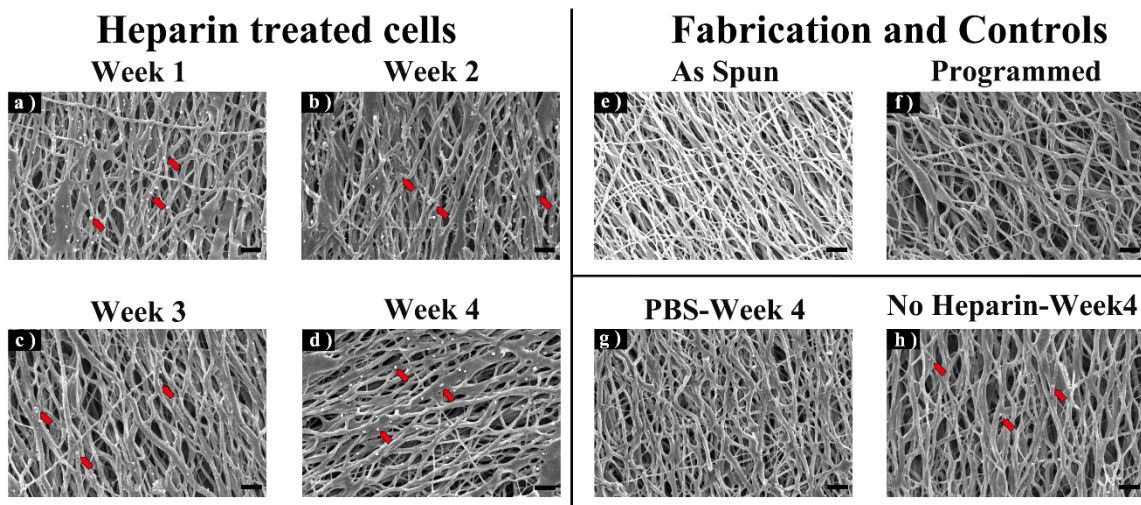 Heparin treated cells
Fabrication and Controls
Week 1
Week 2
As Spun
Programmed
a )
b )
e )
f )
Week 3
Week 4
PBS-Week 4
No Heparin-Week4
c )
d )
g )
h )